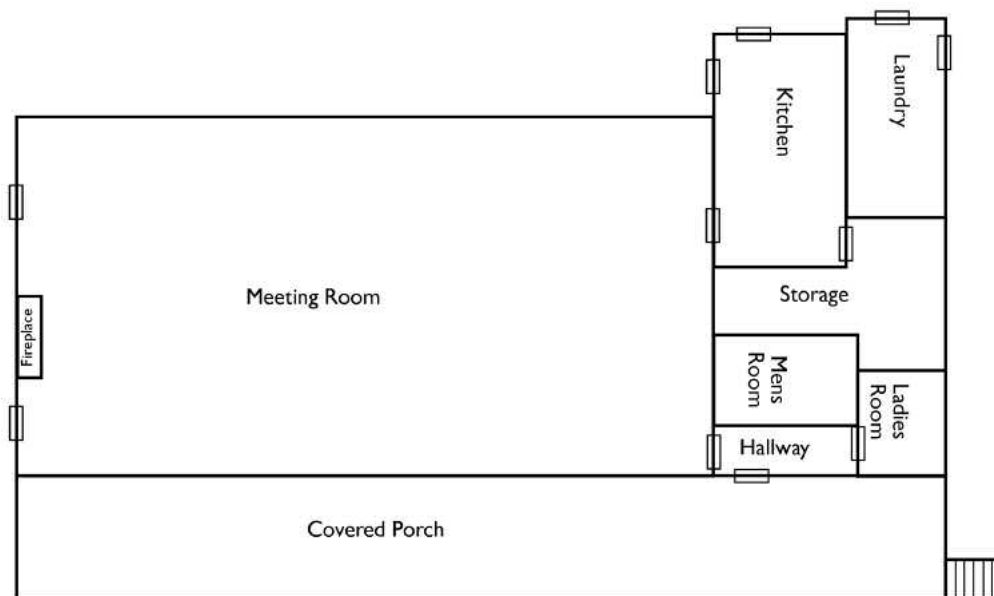 Laundry
Kitchen
Meeting Room
Storage
Fireplace
Mens
Room
Ladies
Room
Hallway
Covered Porch